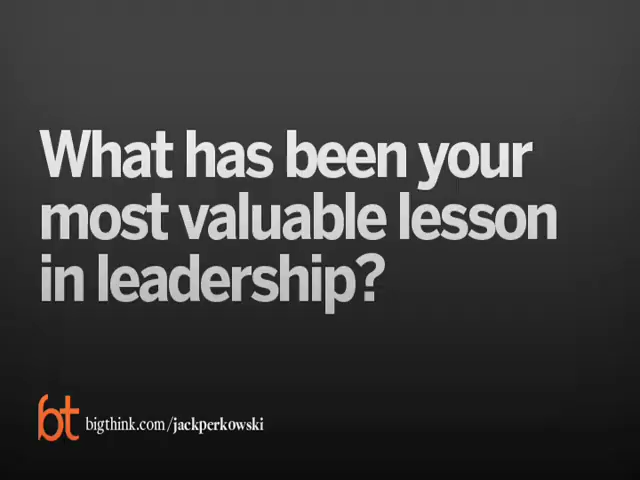 What has been your
most valuable lesson
in leadership?
bt bigthink.com/jackperkowski